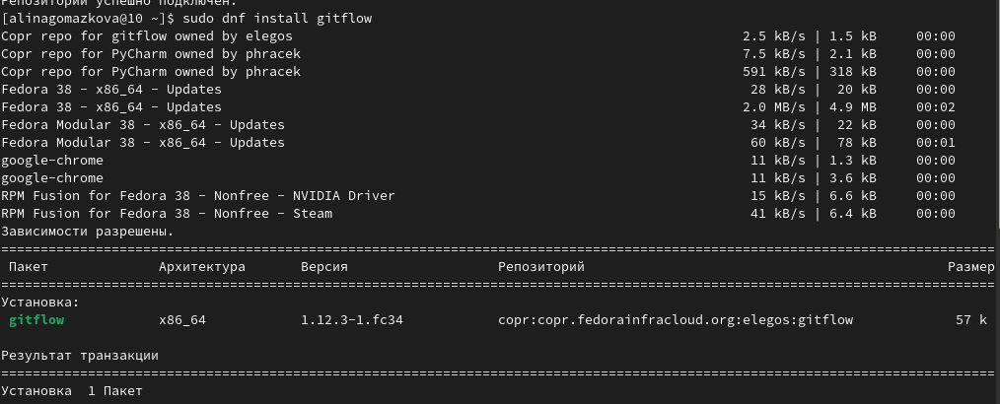 Репозиторий успешно подключен.
[alinagomazkova@10 ~]$ sudo dnf install gitflow
Copr repo for gitflow owned by elegos 2.5 kB/s | 1.5 kB 00:00
Copr repo for PyCharm owned by phracek 7.5 kB/s | 2.1 kB 00:00
Copr repo for PyCharm owned by phracek 591 kB/s | 318 kB 00:00
Fedora 38 - x86_64 - Updates 28 kB/s | 20 kB 00:00
Fedora 38 - x86_64 - Updates 2.0 MB/s | 4.9 MB 00:02
Fedora Modular 38 - x86_64 - Updates 34 kB/s | 22 kB 00:00
Fedora Modular 38 - x86_64 - Updates 60 kB/s | 78 kB 00:01
google-chrome 11 kB/s | 1.3 kB 00:00
google-chrome 11 kB/s | 3.6 kB 00:00
RPM Fusion for Fedora 38 - Nonfree - NVIDIA Driver 15 kB/s | 6.6 kB 00:00
RPM Fusion for Fedora 38 - Nonfree - Steam 41 kB/s | 6.4 kB 00:00
Зависимости разрешены.
Пакет Архитектура Версия Репозиторий Размер
Установка:
gitflow x86_64 1.12.3-1.fc34 copr:copr.fedorainfracloud.org:elegos:gitflow 57 k
Результат транзакции
Установка 1 Пакет